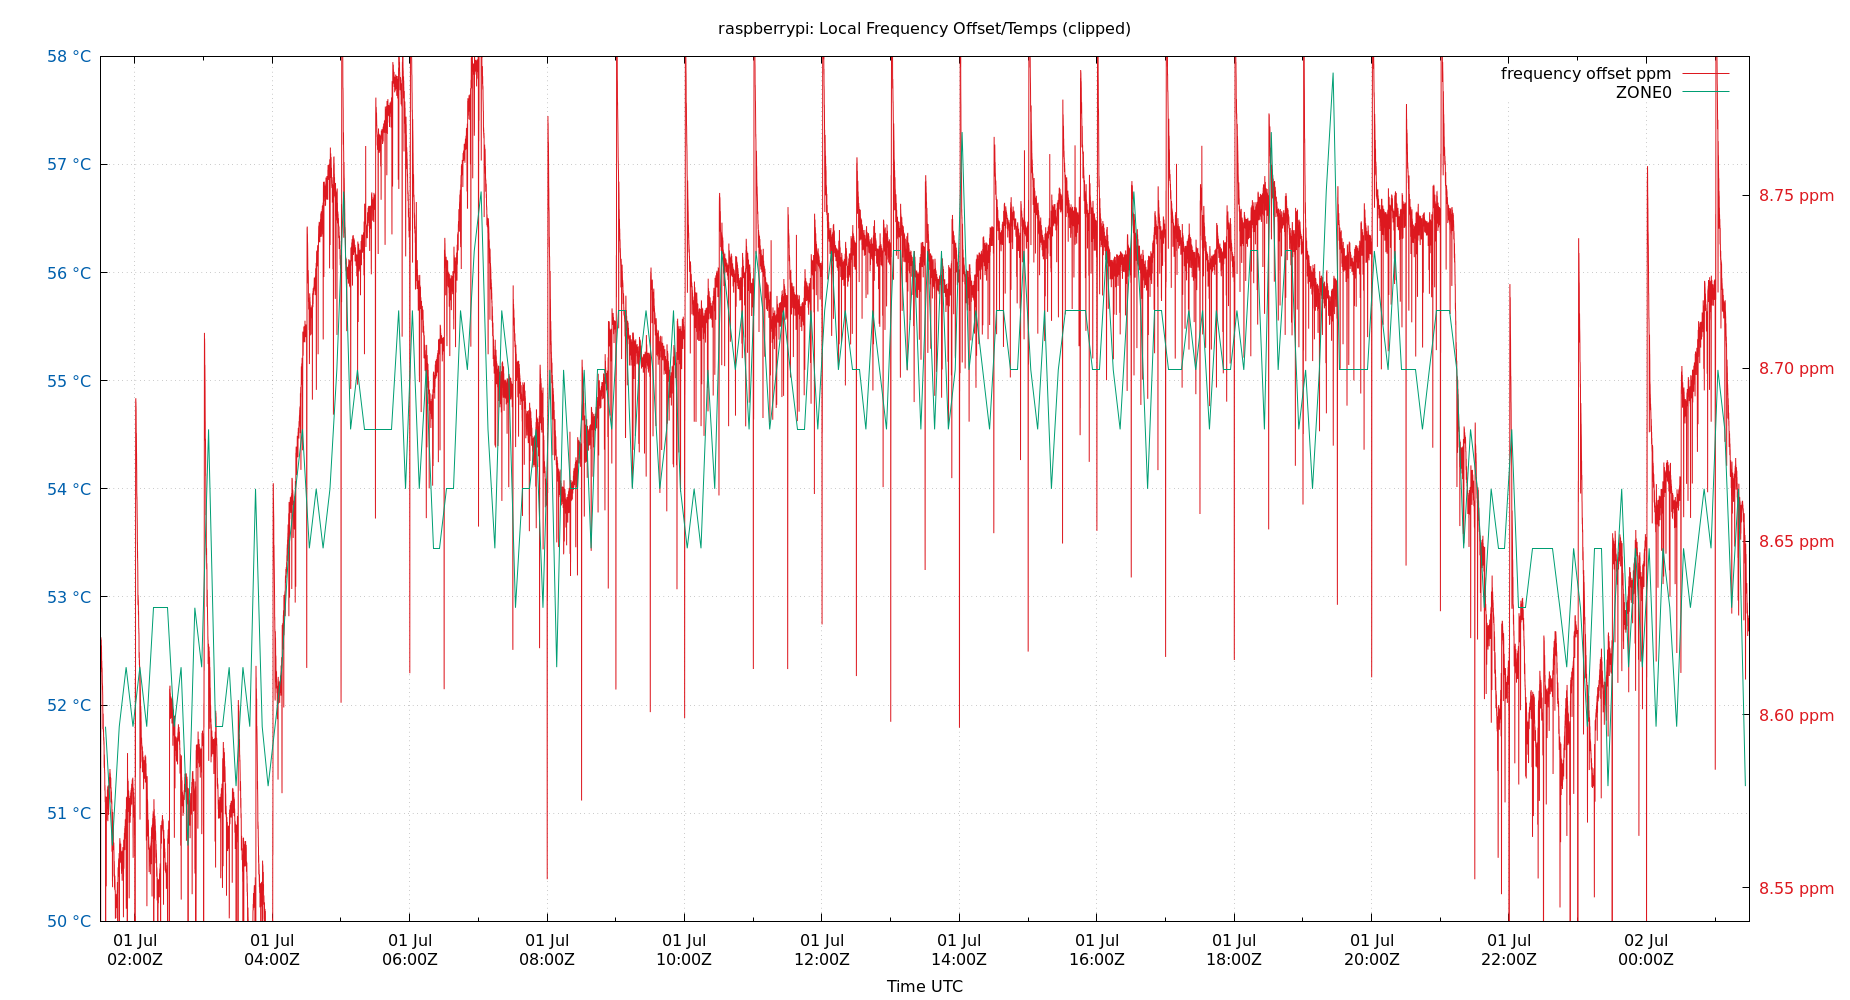 raspberrypi: Local Frequency Offset/Temps (clipped)
frequency offset ppm
ZONE0
58 °C
57 °C
56 °C
55 °C
54 °C
53 °C
52 °C
51 °C
50 °C
8.75 ppm
8.70 ppm
8.65 ppm
8.60 ppm
8.55 ppm
01 Jul 01 Jul 01 Jul 01 Jul 01 Jul 01 Jul 01 Jul 01 Jul 01 Jul 01 Jul 01 Jul 02 Jul
02:00Z 04:00Z 06:00Z 08:00Z 10:00Z 12:00Z 14:00Z 16:00Z 18:00Z 20:00Z 22:00Z 00:00Z
Time UTC